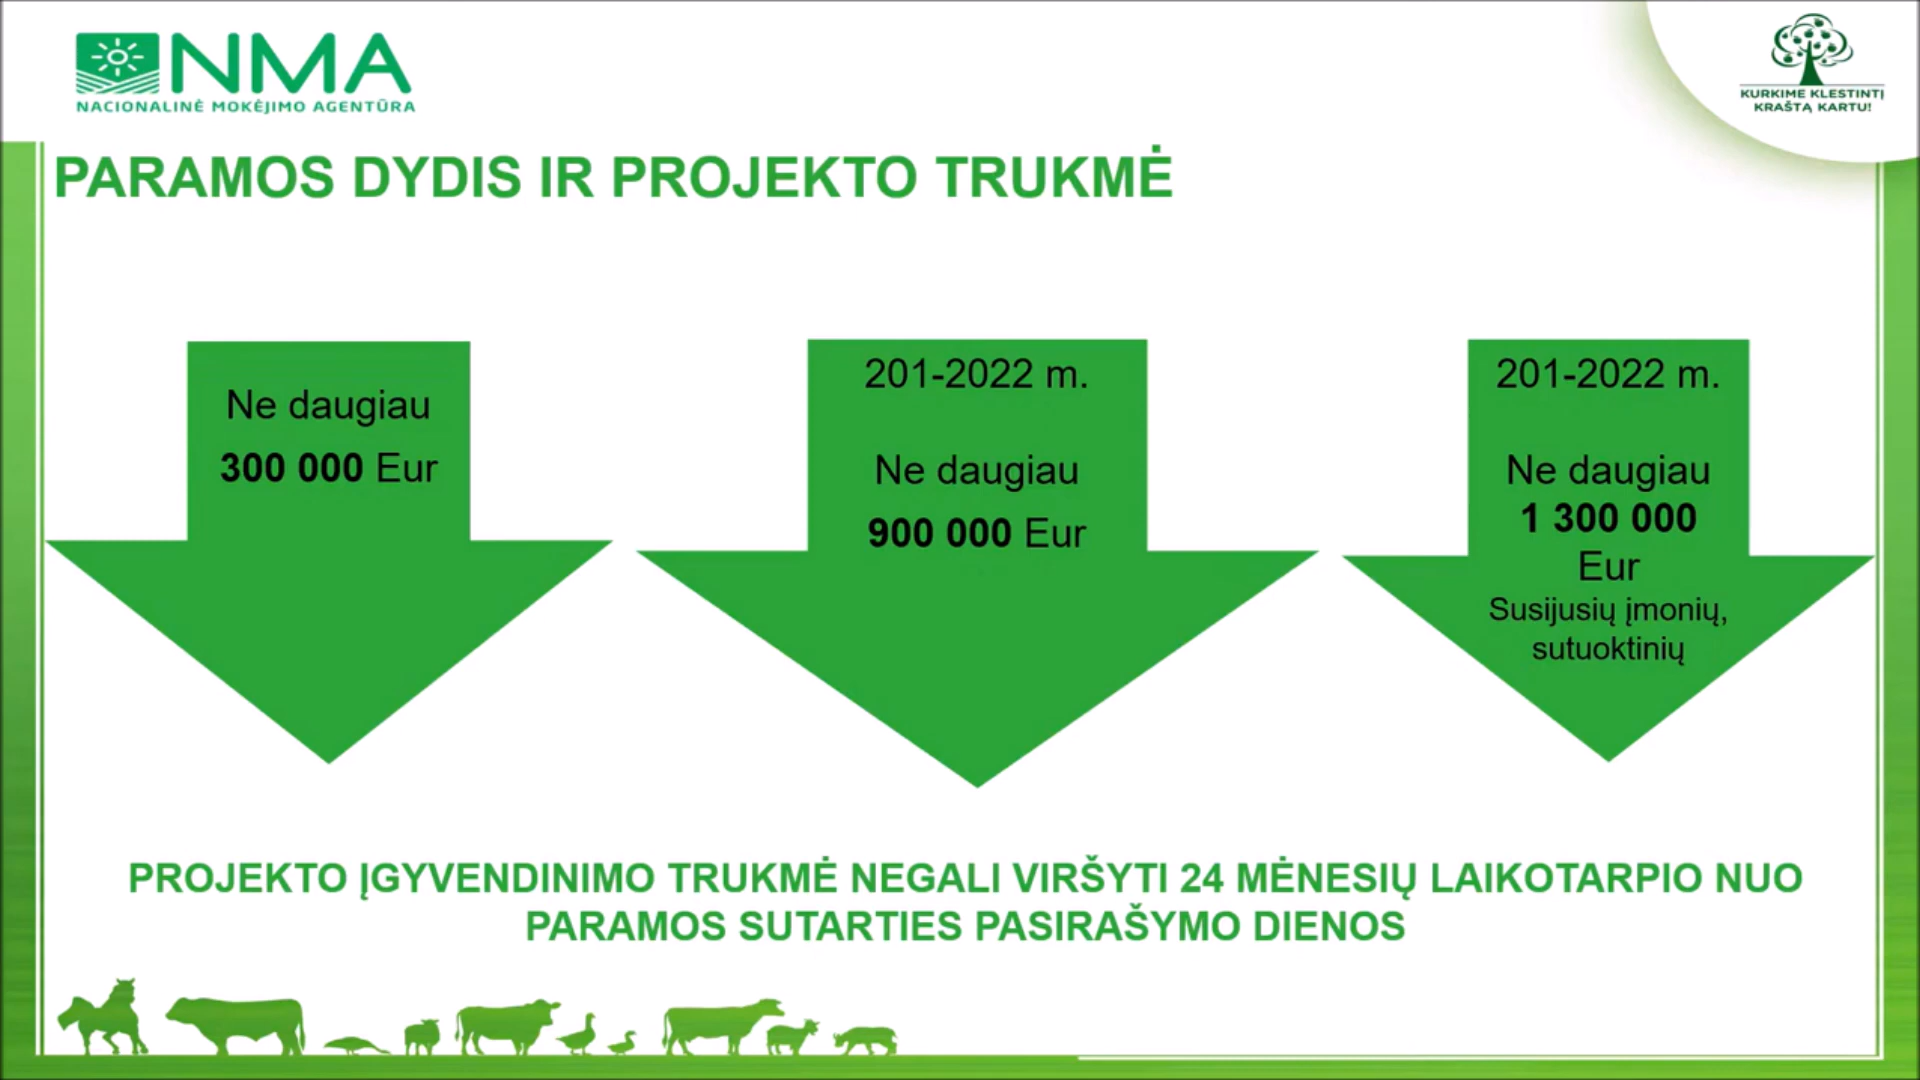 NMA
NACIONALINĖ MOKĖJIMO AGENTŪRA
KURKIME KLESTINTĮ
KRAŠTĄ KARTU!
PARAMOS DYDIS IR PROJEKTO TRUKMĖ
Ne daugiau
300 000 Eur
201-2022 m.
Ne daugiau
900 000 Eur
201-2022 m.
Ne daugiau
1 300 000
Eur
Susijusių įmonių,
sutuoktinių
PROJEKTO ĮGYVENDINIMO TRUKMĖ NEGALI VIRŠYTI 24 MĖNESIŲ LAIKOTARPIO NUO
PARAMOS SUTARTIES PASIRAŠYMO DIENOS